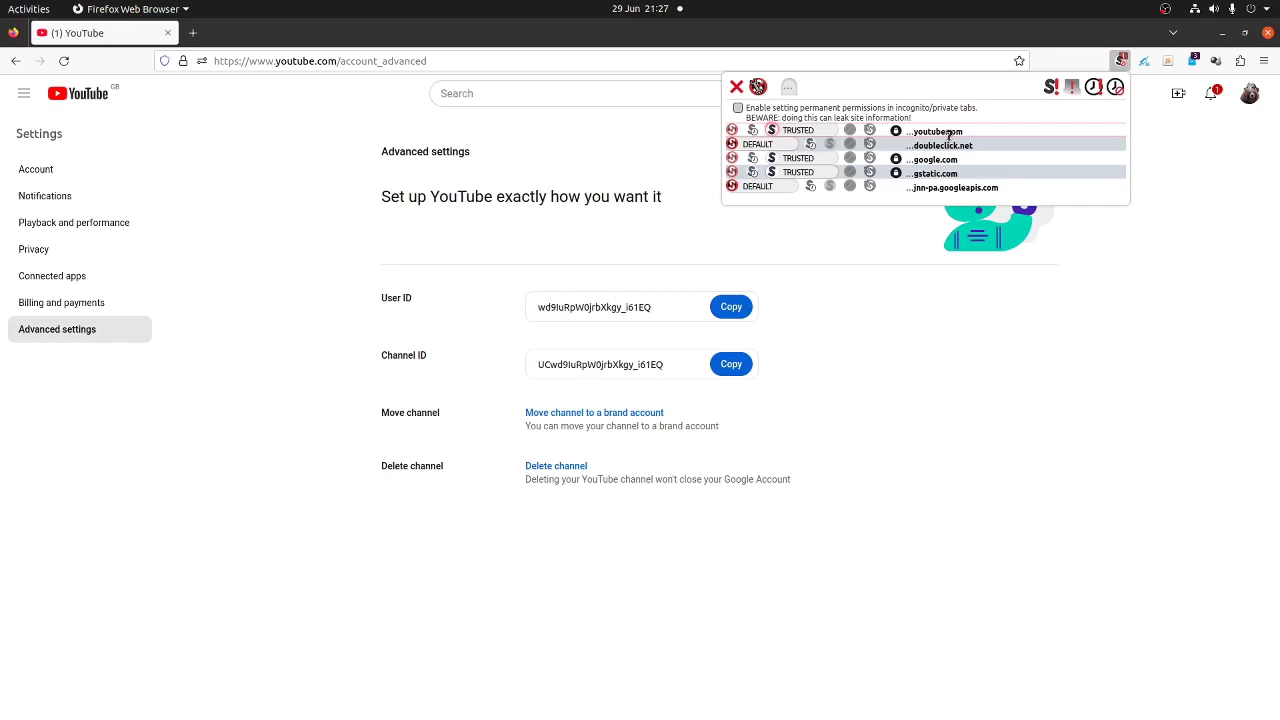 Activities
Firefox Web Browser
29 Jun 21:27
(1) YouTube
https://www.youtube.com/account_advanced
YouTube GB
Search
1
3
1
Enable setting permanent permissions in incognito/private tabs.
BEWARE: doing this can leak site information!
TRUSTED ...youtube.com
DEFAULT ...doubleclick.net
TRUSTED ...google.com
TRUSTED ...gstatic.com
DEFAULT ...jnn-pa.googleapis.com
Settings
Account
Notifications
Playback and performance
Privacy
Connected apps
Billing and payments
Advanced settings
Advanced settings
Set up YouTube exactly how you want it
User ID
wd9IuRpW0jrbXkgy_i61EQ
Copy
Channel ID
UCwd9IuRpW0jrbXkgy_i61EQ
Copy
Move channel
Move channel to a brand account
You can move your channel to a brand account
Delete channel
Delete channel
Deleting your YouTube channel won't close your Google Account